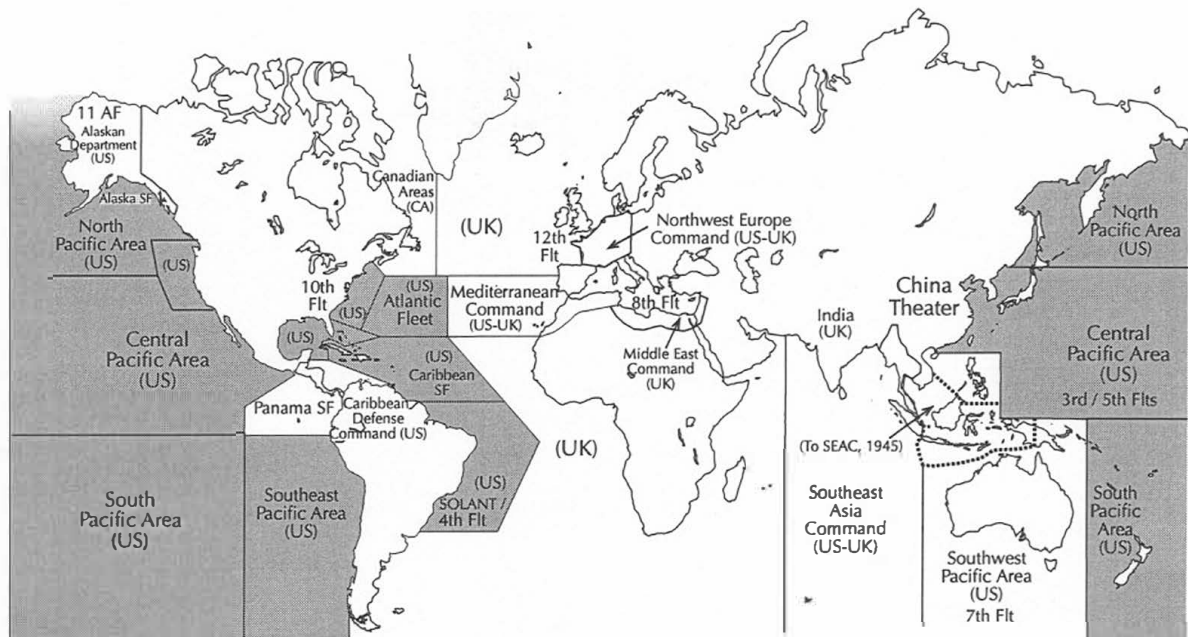 11 AF
Alaskan
Department
(US)
Alaska SF
North
Pacific Area
(US)
(US)
Central
Pacific Area
(US)
South
Pacific Area
(US)
Southeast
Pacific Area
(US)
Panama SF
Caribbean
Defense
Command (US)
10th
Flt
(US)
(US)
(US)
Atlantic
Fleet
(US)
Caribbean
SF
(US)
SOLANT /
4th Flt
Canadian
Areas
(CA)
(UK)
12th
Flt
Northwest Europe
Command (US-UK)
Mediterranean
Command
(US-UK)
8th Flt
Middle East
Command
(UK)
(UK)
India
(UK)
China
Theater
(To SEAC, 1945)
Southeast
Asia
Command
(US-UK)
Southwest
Pacific Area
(US)
7th Flt
North
Pacific Area
(US)
Central
Pacific Area
(US)
3rd / 5th Flts
South
Pacific
Area
(US)